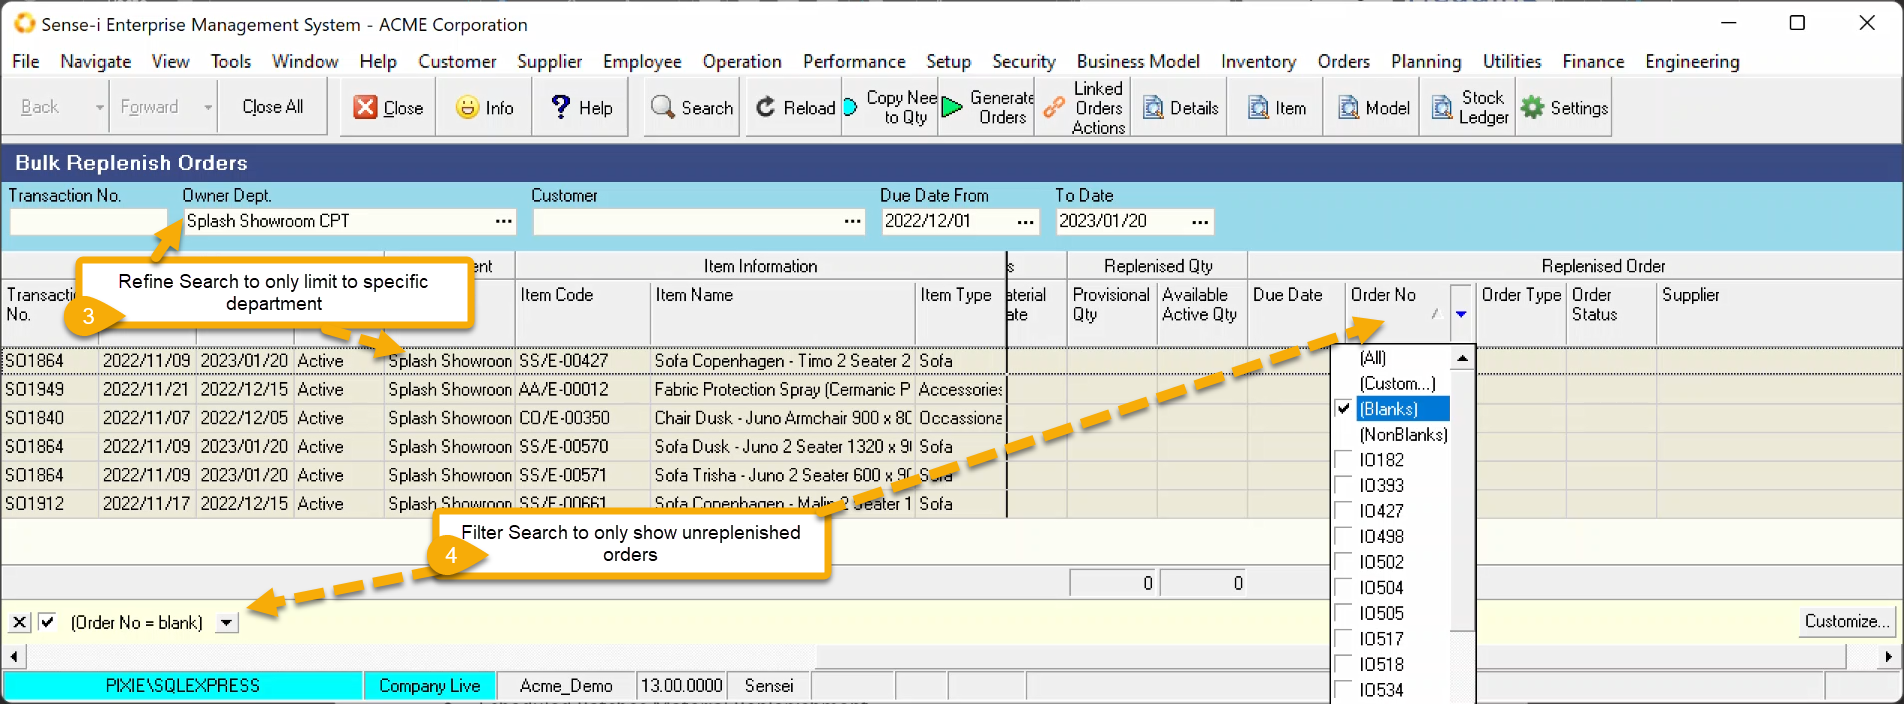 Sense-i Enterprise Management System - ACME Corporation
File Navigate View Tools Window Help Customer Supplier Employee Operation Performance Setup Security Business Model Inventory Orders Planning Utilities Finance Engineering
Back Forward Close All Close Info Help Search Reload Copy Nee to Qty Generate Orders Linked Orders Actions Details Item Model Stock Ledger Settings
Bulk Replenish Orders
Transaction No. Owner Dept. Customer Due Date From To Date
Splash Showroom CPT ... ... 2022/12/01 ... 2023/01/20 ...
nt Item Information s Replenised Qty Replenised Order
Refine Search to only limit to specific
department
3
Transacti
No.
Item Code Item Name Item Type aterial ate Provisional Qty Available Active Qty Due Date Order No Order Type Order Status Supplier
SO1864 2022/11/09 2023/01/20 Active Splash Showroon SS/E-00427 Sofa Copenhagen - Timo 2 Seater 2 Sofa
SO1949 2022/11/21 2022/12/15 Active Splash Showroon AA/E-00012 Fabric Protection Spray (Cermanic P Accessories
SO1840 2022/11/07 2022/12/05 Active Splash Showroon CO/E-00350 Chair Dusk - Juno Armchair 900 x 80 Occassiona
SO1864 2022/11/09 2023/01/20 Active Splash Showroon SS/E-00570 Sofa Dusk - Juno 2 Seater 1320 x 90 Sofa
SO1864 2022/11/09 2023/01/20 Active Splash Showroon SS/E-00571 Sofa Trisha - Juno 2 Seater 600 x 90 Sofa
SO1912 2022/11/17 2022/12/15 Active Splash Showroon SS/E-00661 Sofa Copenhagen - Malin 2 Seater 1 Sofa
(All)
(Custom...)
(Blanks)
(NonBlanks)
IO182
IO393
IO427
IO498
IO502
IO504
IO505
IO517
IO518
IO534
Filter Search to only show unreplenished
orders
4
0 0
(Order No = blank) Customize...
PIXIE\SQLEXPRESS Company Live Acme_Demo 13.00.0000 Sensei